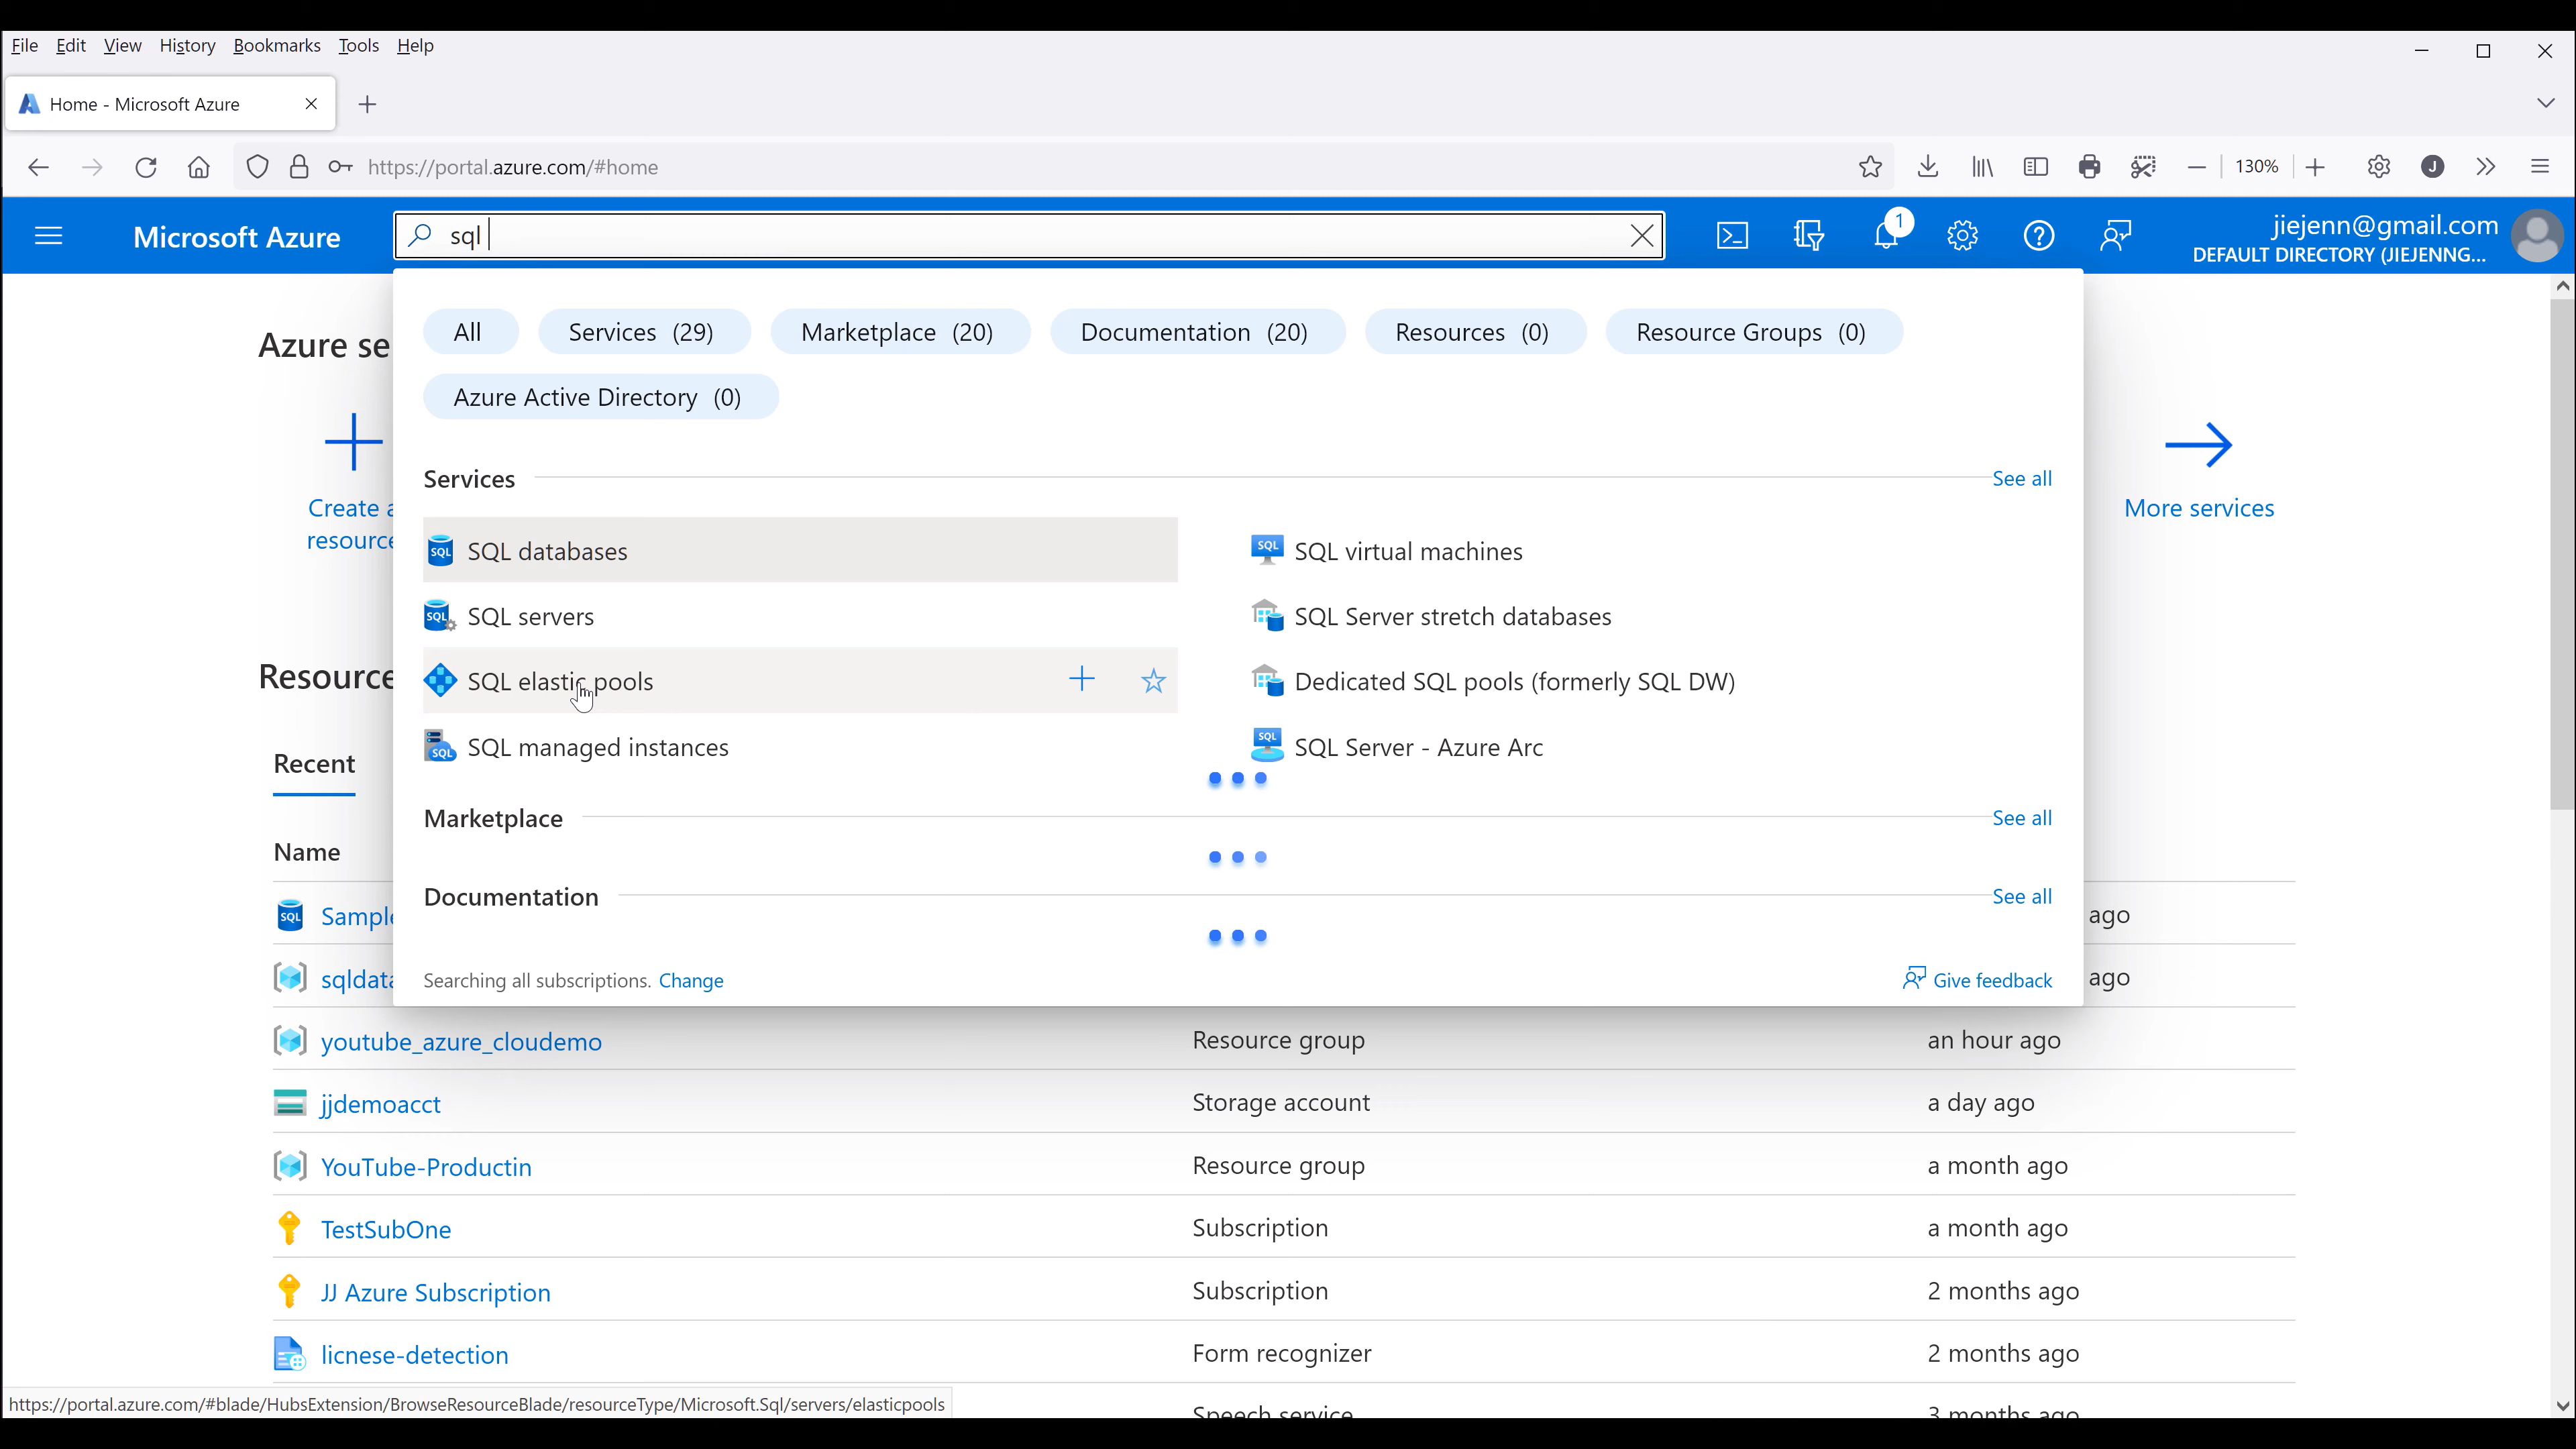 File Edit View History Bookmarks Tools Help
Home - Microsoft Azure
https://portal.azure.com/#home
130%
J
Microsoft Azure
sql
1
jiejenn@gmail.com
DEFAULT DIRECTORY (JIEJENNG...
Azure se
All
Services (29)
Marketplace (20)
Documentation (20)
Resources (0)
Resource Groups (0)
Azure Active Directory (0)
Create a
resource
More services
Services
See all
SQL databases
SQL virtual machines
SQL servers
SQL Server stretch databases
SQL elastic pools
Dedicated SQL pools (formerly SQL DW)
SQL managed instances
SQL Server - Azure Arc
Marketplace
See all
Documentation
See all
Searching all subscriptions. Change
Give feedback
Resource
Recent
Name
Sample
ago
sqldata
ago
youtube_azure_cloudemo Resource group an hour ago
jjdemoacct Storage account a day ago
YouTube-Productin Resource group a month ago
TestSubOne Subscription a month ago
JJ Azure Subscription Subscription 2 months ago
licnese-detection Form recognizer 2 months ago
Speech service 3 months ago
https://portal.azure.com/#blade/HubsExtension/BrowseResourceBlade/resourceType/Microsoft.Sql/servers/elasticpools